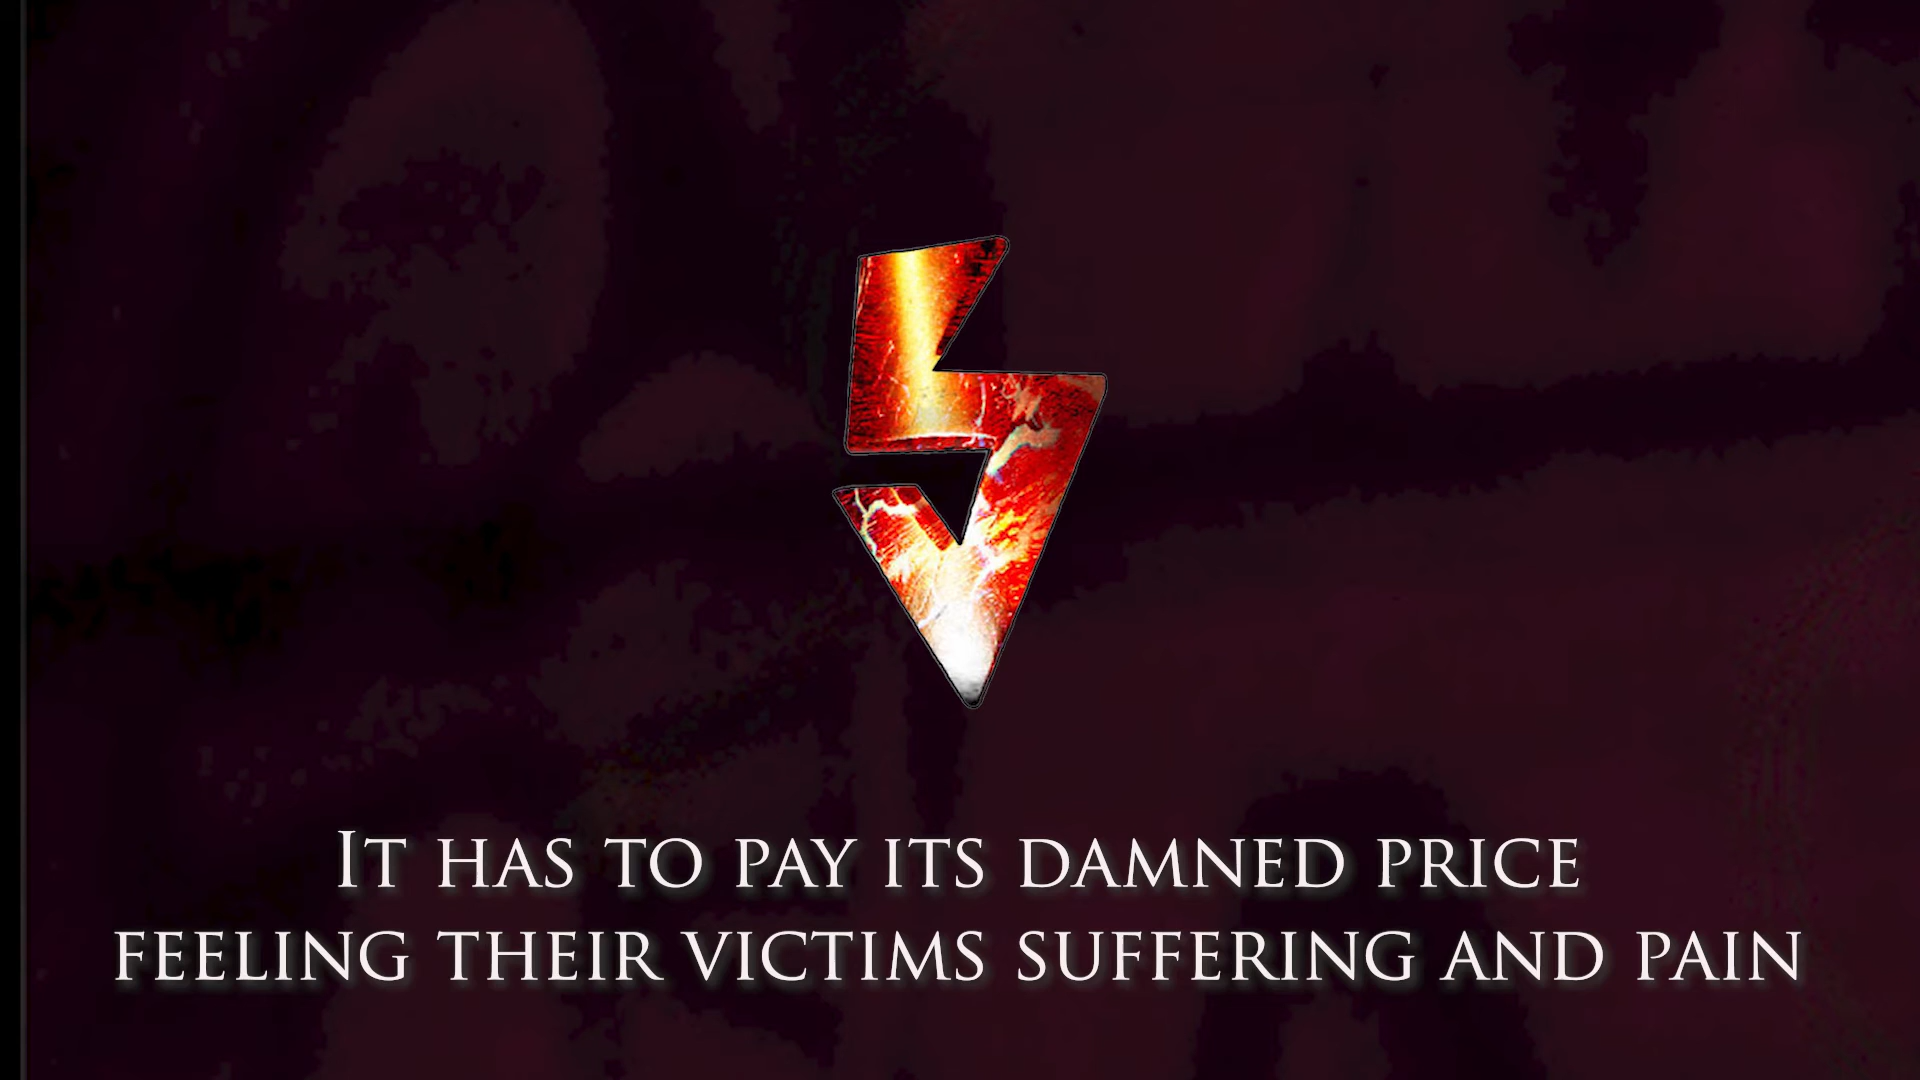 It has to pay its damned price
feeling their victims suffering and pain